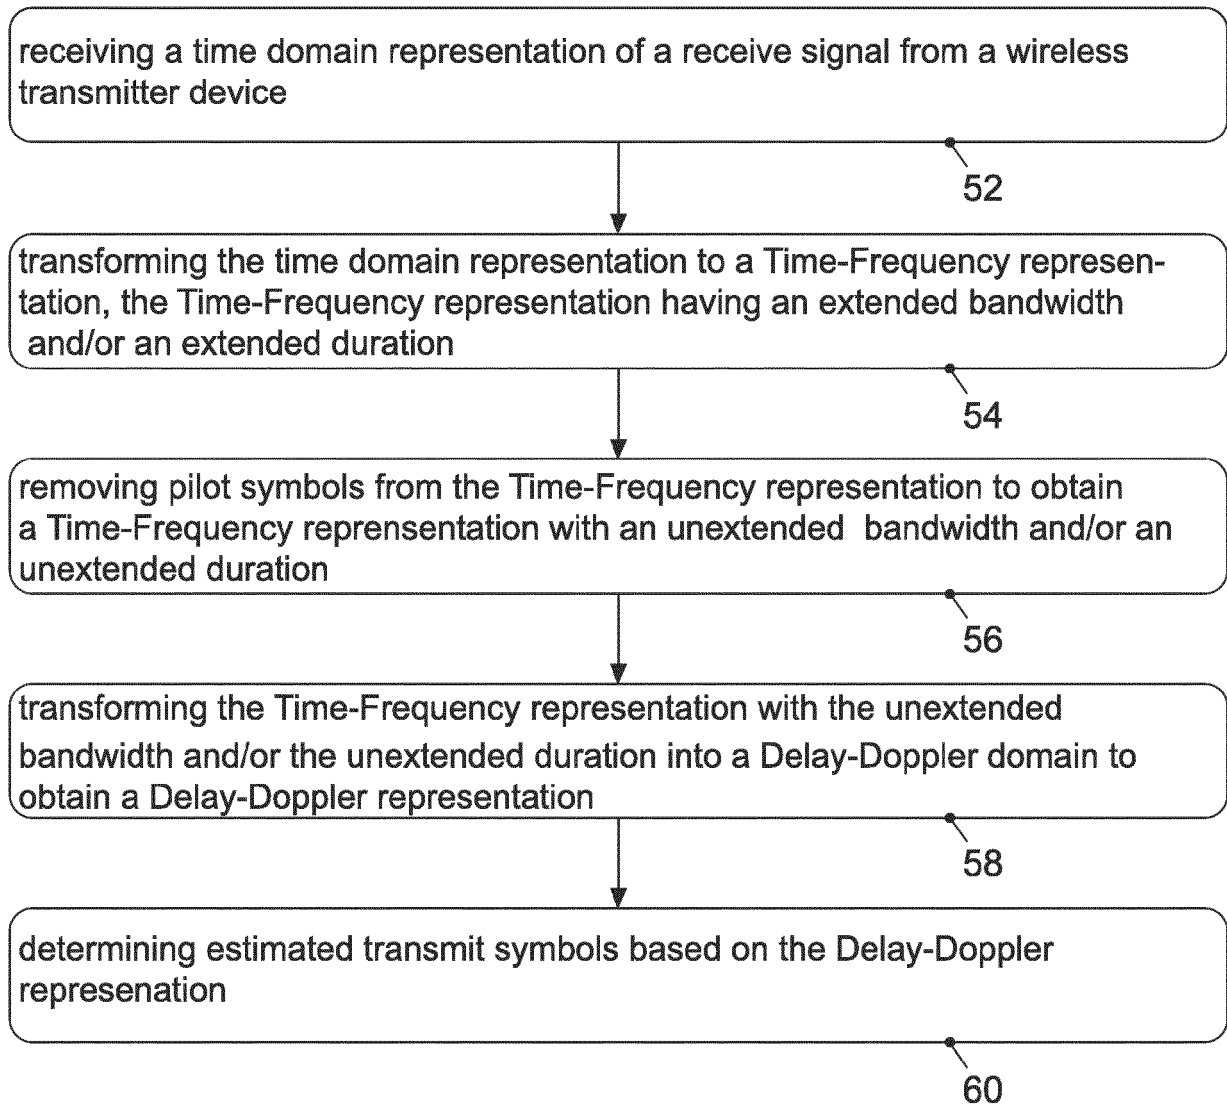 receiving a time domain representation of a receive signal from a wireless
transmitter device
52
transforming the time domain representation to a Time-Frequency represen-
tation, the Time-Frequency representation having an extended bandwidth
and/or an extended duration
54
removing pilot symbols from the Time-Frequency representation to obtain
a Time-Frequency reprensentation with an unextended bandwidth and/or an
unextended duration
56
transforming the Time-Frequency representation with the unextended
bandwidth and/or the unextended duration into a Delay-Doppler domain to
obtain a Delay-Doppler representation
58
determining estimated transmit symbols based on the Delay-Doppler
represenation
60